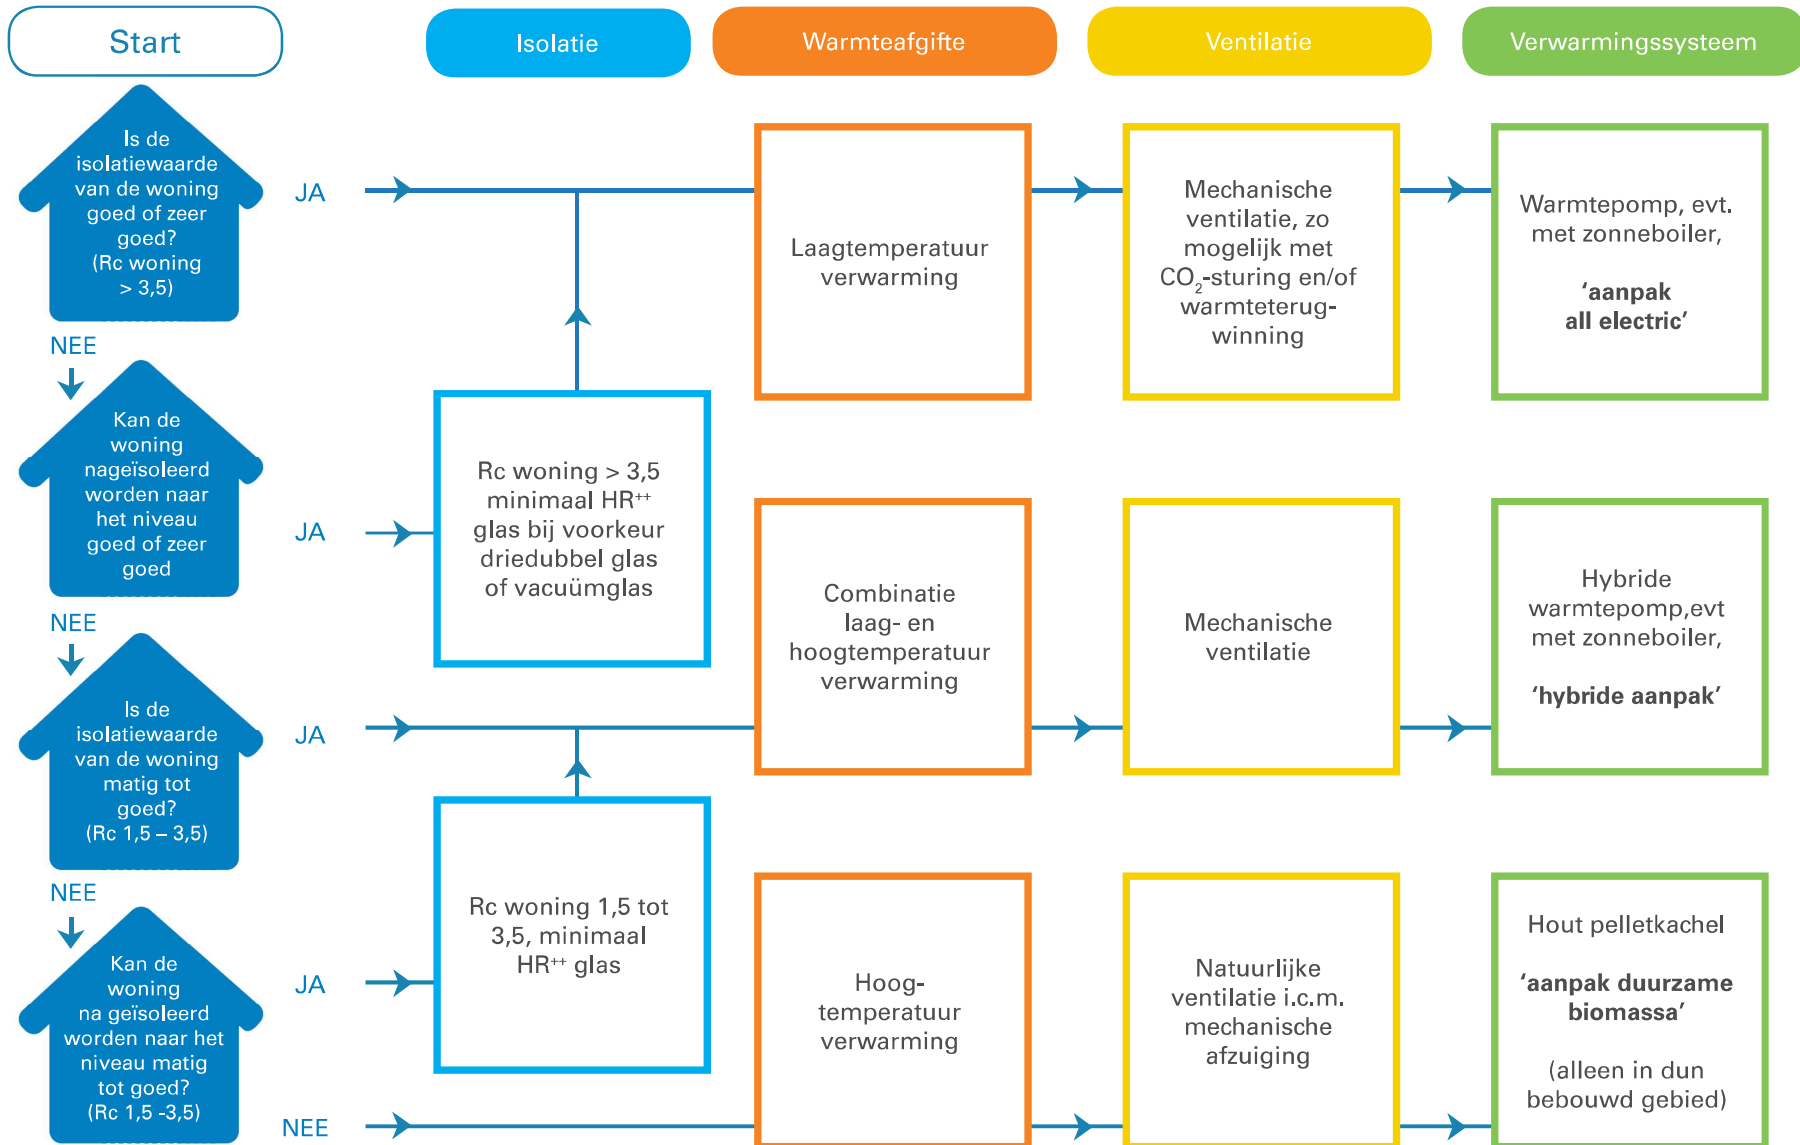 Start
Isolatie
Warmteafgifte
Ventilatie
Verwarmingssysteem
Is de
isolatiewaarde
van de woning
goed of zeer
goed?
(Rc woning
> 3,5)
JA
Laagtemperatuur
verwarming
Mechanische
ventilatie, zo
mogelijk met
CO₂-sturing en/of
warmteterug-
winning
Warmtepomp, evt.
met zonneboiler,
‘aanpak
all electric’
NEE
Kan de
woning
nageïsoleerd
worden naar
het niveau
goed of zeer
goed
JA
Rc woning > 3,5
minimaal HR⁺⁺
glas bij voorkeur
driedubbel glas
of vacuümglas
NEE
Is de
isolatiewaarde
van de woning
matig tot
goed?
(Rc 1,5 – 3,5)
JA
Combinatie
laag- en
hoogtemperatuur
verwarming
Mechanische
ventilatie
Hybride
warmtepomp,evt
met zonneboiler,
‘hybride aanpak’
NEE
Kan de
woning
na geïsoleerd
worden naar het
niveau matig
tot goed?
(Rc 1,5 -3,5)
JA
Rc woning 1,5 tot
3,5, minimaal
HR⁺⁺ glas
NEE
Hoog-
temperatuur
verwarming
Natuurlijke
ventilatie i.c.m.
mechanische
afzuiging
Hout pelletkachel
‘aanpak duurzame
biomassa’
(alleen in dun
bebouwd gebied)